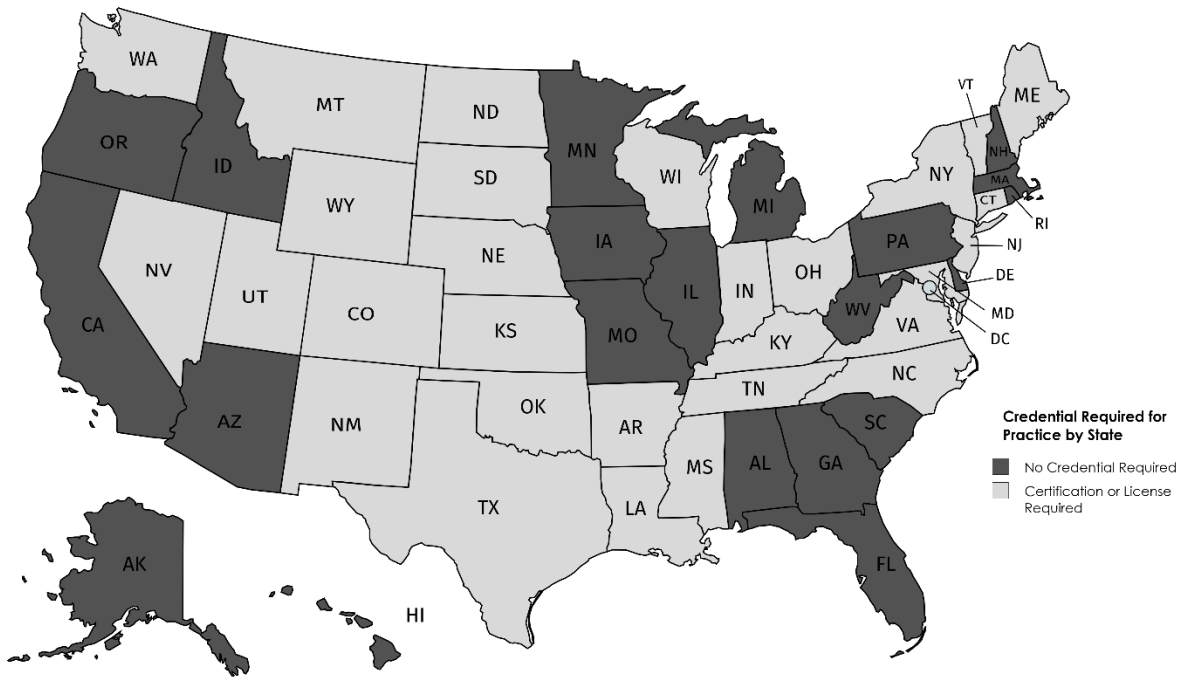 WA
MT
ND
MN
VT
ME
OR
ID
SD
WI
NH
WY
MI
NY
MA
CT
RI
NV
UT
CO
NE
IA
IL
IN
OH
PA
NJ
DE
MD
DC
CA
KS
MO
KY
WV
VA
AZ
NM
OK
AR
TN
NC
SC
TX
LA
MS
AL
GA
FL
AK
HI
Credential Required for
Practice by State
No Credential Required
Certification or License
Required